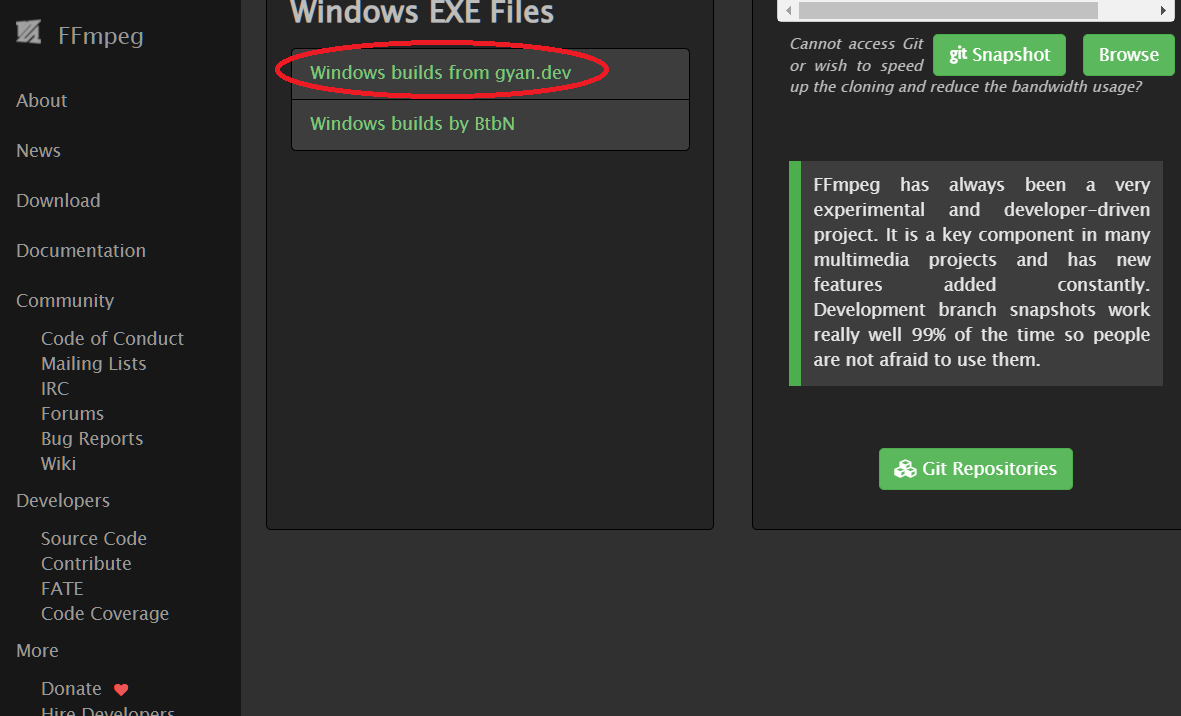 FFmpeg
About
News
Download
Documentation
Community
Code of Conduct
Mailing Lists
IRC
Forums
Bug Reports
Wiki
Developers
Source Code
Contribute
FATE
Code Coverage
More
Donate
Hire Developers
Windows EXE Files
Windows builds from gyan.dev
Windows builds by BtbN
Cannot access Git
or wish to speed
up the cloning and reduce the bandwidth usage?
git Snapshot
Browse
FFmpeg has always been a very
experimental and developer-driven
project. It is a key component in many
multimedia projects and has new
features added constantly.
Development branch snapshots work
really well 99% of the time so people
are not afraid to use them.
Git Repositories